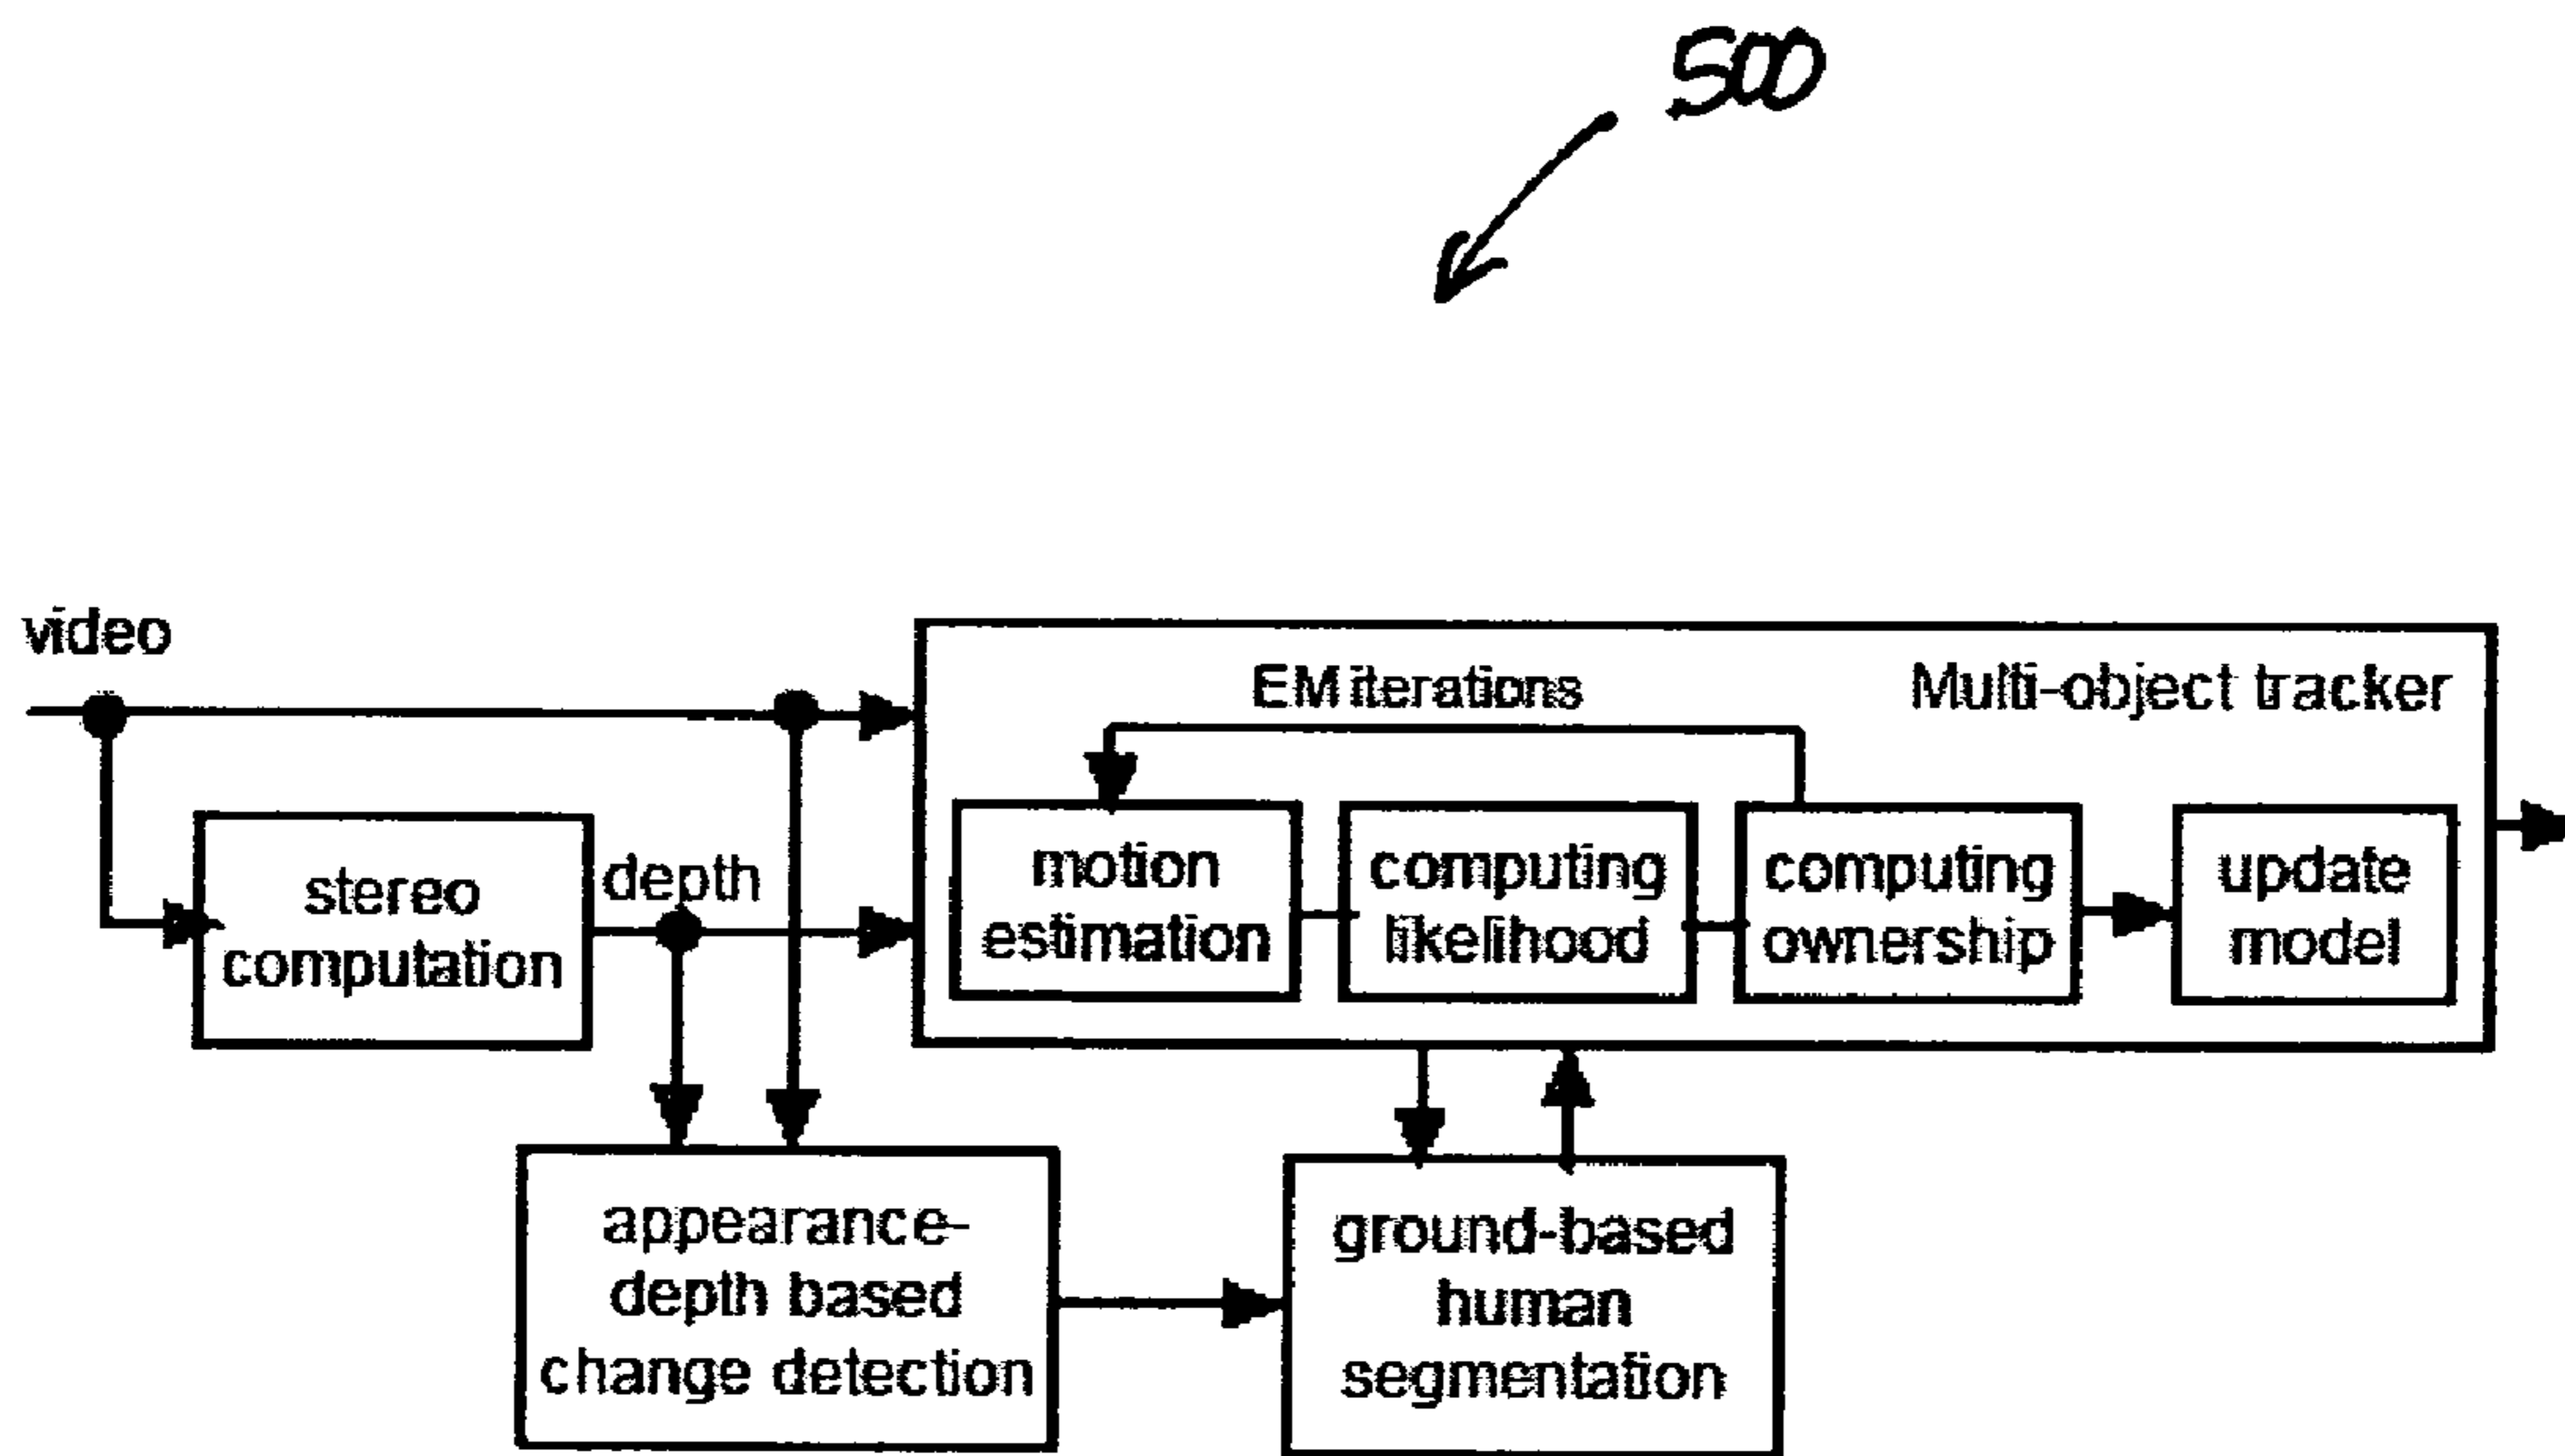 500
video
EM iterations
Multi-object tracker
stereo
computation
depth
motion
estimation
computing
likelihood
computing
ownership
update
model
appearance-
depth based
change detection
ground-based
human
segmentation